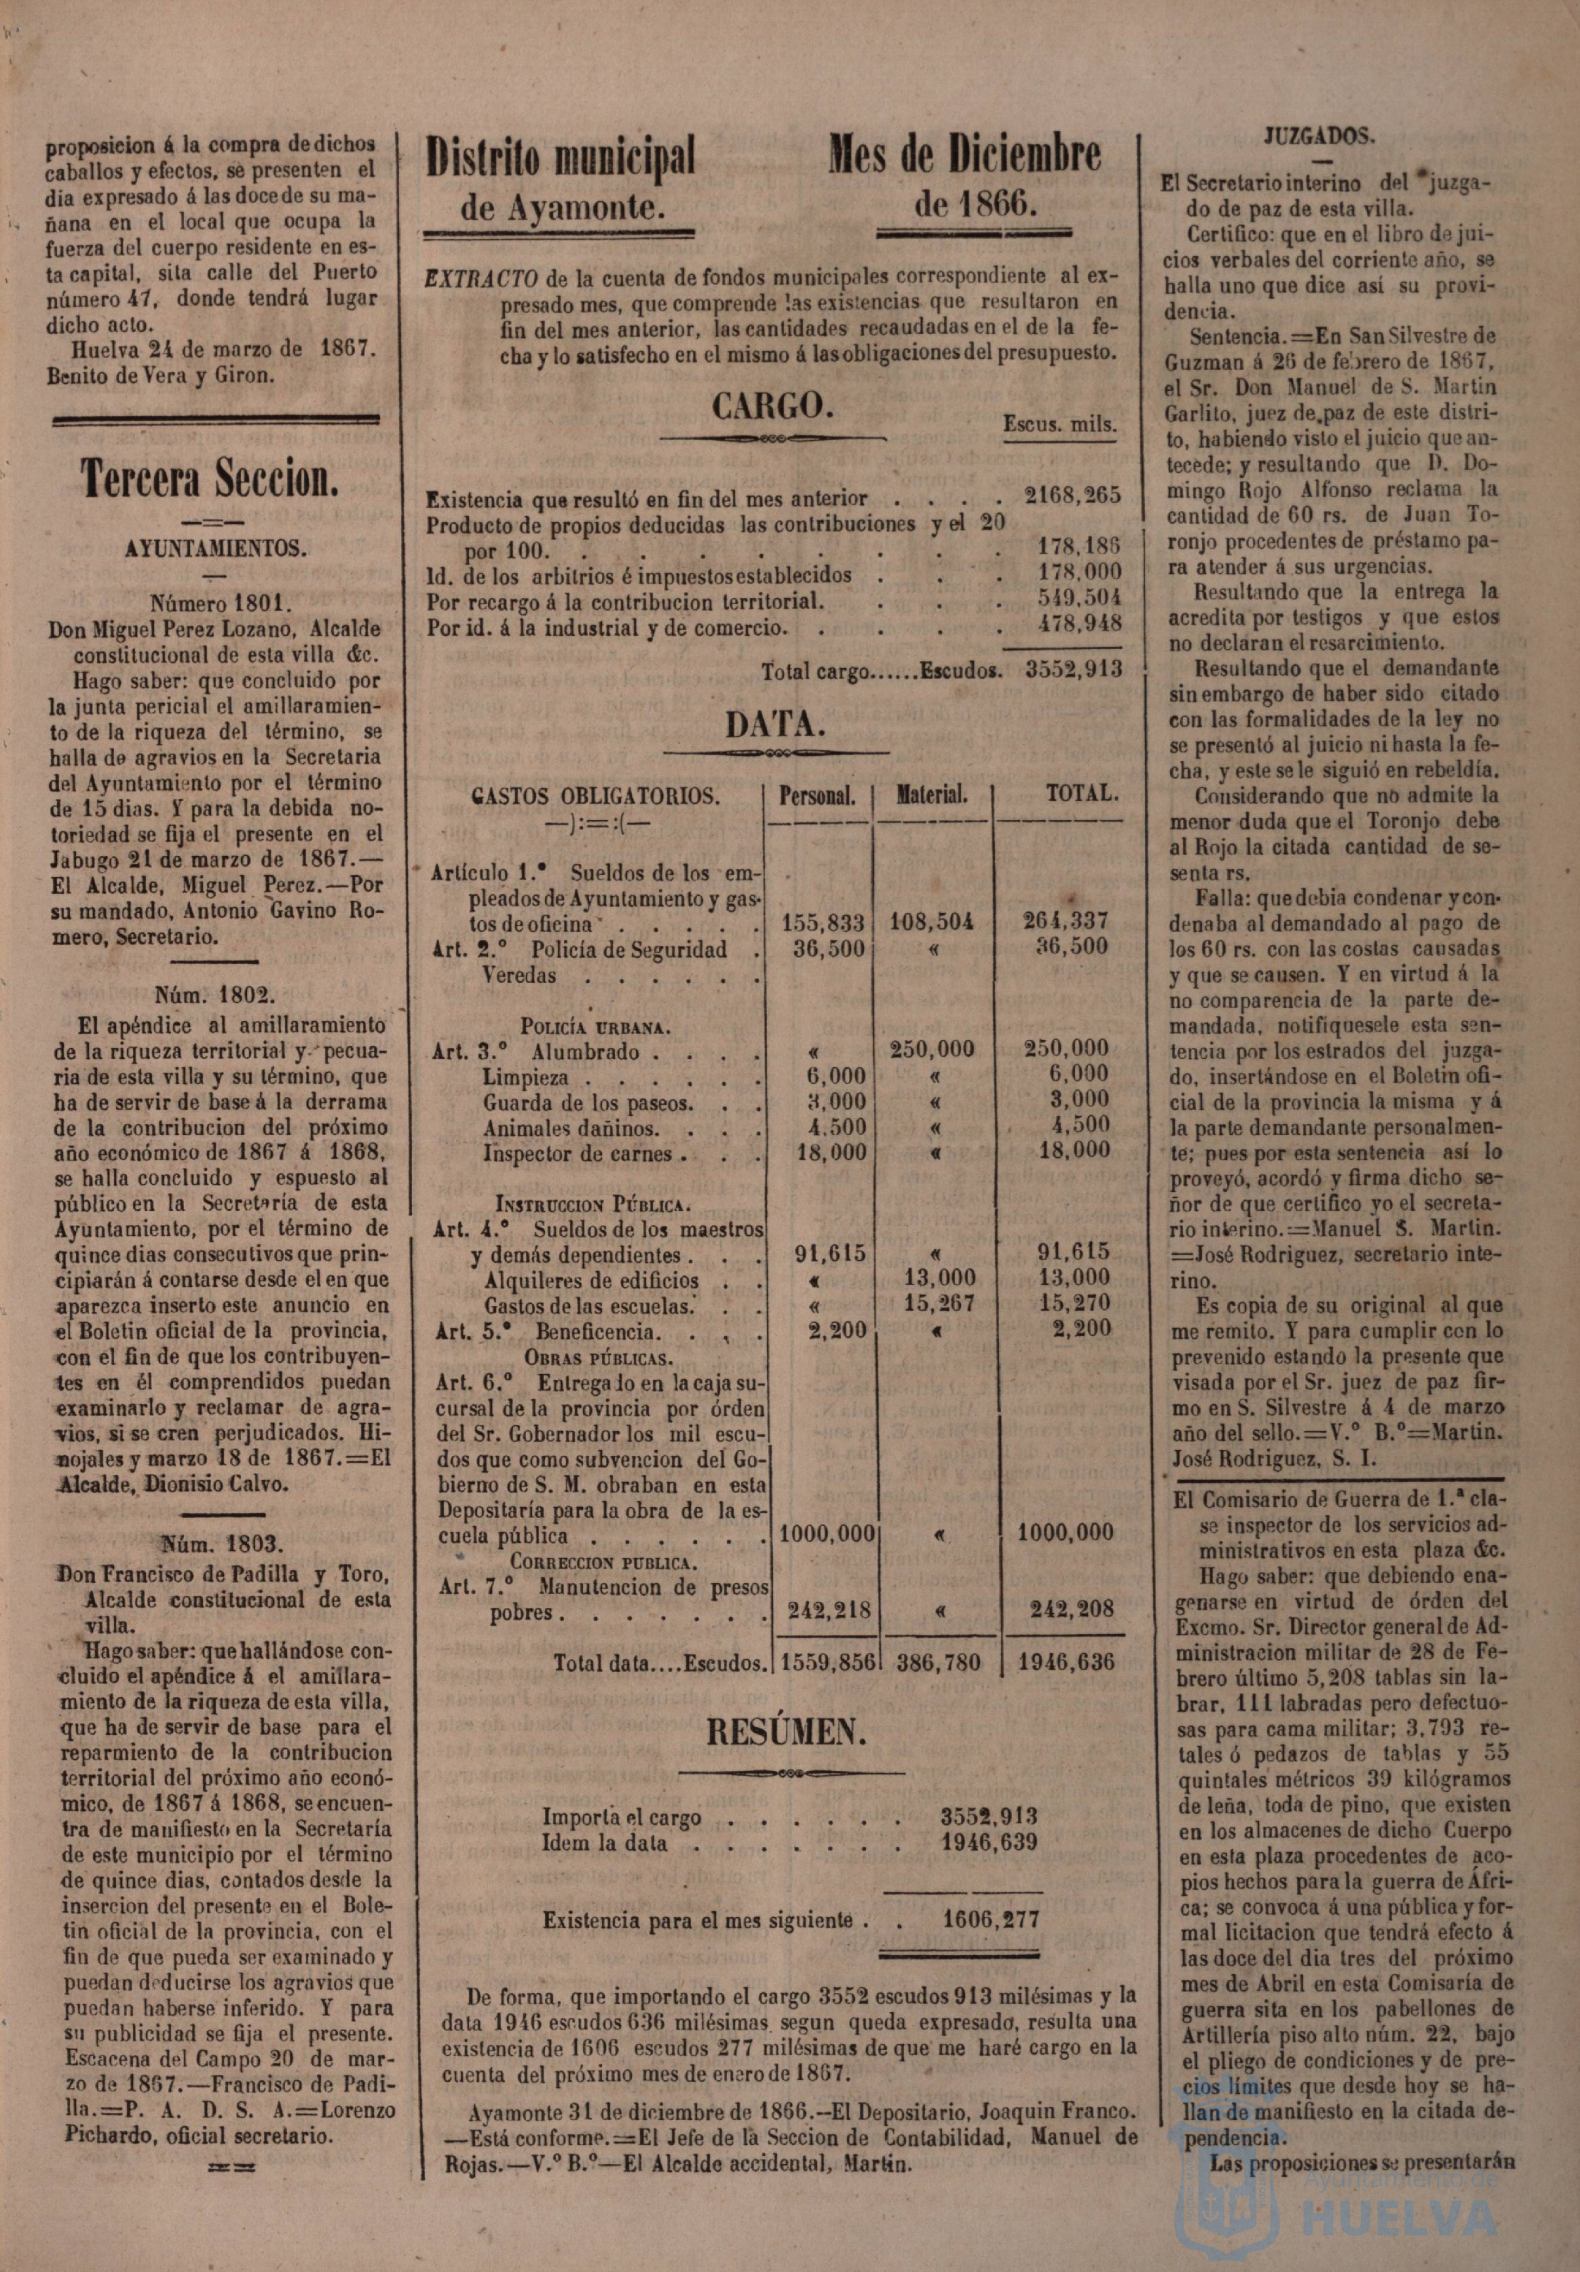 proposicion á la compra de dichos
caballos y efectos, se presenten el
dia expresado á las doce de su ma-
ñana en el local que ocupa la
fuerza del cuerpo residente en es-
ta capital, sita calle del Puerto
número 47, donde tendrá lugar
dicho acto.
Huelva 24 de marzo de 1867.
Benito de Vera y Giron.
Tercera Seccion.
AYUNTAMIENTOS.
Número 1801.
Don Miguel Perez Lozano, Alcalde
constitucional de esta villa &c.
Hago saber: que concluido por
la junta pericial el amillaramien-
to de la riqueza del término, se
halla de agravios en la Secretaria
del Ayuntamiento por el término
de 15 dias. Y para la debida no-
toriedad se fija el presente en el
Jabugo 21 de marzo de 1867.—
El Alcalde, Miguel Perez.—Por
su mandado, Antonio Gavino Ro-
mero, Secretario.
Núm. 1802.
El apéndice al amillaramiento
de la riqueza territorial y pecua-
ria de esta villa y su término, que
ha de servir de base á la derrama
de la contribucion del próximo
año económico de 1867 á 1868,
se halla concluido y espuesto al
público en la Secretaría de esta
Ayuntamiento, por el término de
quince dias consecutivos que prin-
cipiarán á contarse desde el en que
aparezca inserto este anuncio en
el Boletin oficial de la provincia,
con el fin de que los contribuyen-
tes en él comprendidos puedan
examinarlo y reclamar de agra-
vios, si se cren perjudicados. Hi-
nojales y marzo 18 de 1867.=El
Alcalde, Dionisio Calvo.
Núm. 1803.
Don Francisco de Padilla y Toro,
Alcalde constitucional de esta
villa.
Hago saber: que hallándose con-
cluido el apéndice á el amillara-
miento de la riqueza de esta villa,
que ha de servir de base para el
reparmiento de la contribucion
territorial del próximo año econó-
mico, de 1867 á 1868, se encuen-
tra de manifiesto en la Secretaría
de este municipio por el término
de quince dias, contados desde la
insercion del presente en el Bole-
tin oficial de la provincia, con el
fin de que pueda ser examinado y
puedan deducirse los agravios que
puedan haberse inferido. Y para
su publicidad se fija el presente.
Escacena del Campo 20 de mar-
zo de 1867.—Francisco de Padi-
lla.=P. A. D. S. A.=Lorenzo
Pichardo, oficial secretario.
Distrito municipal
de Ayamonte.
Mes de Diciembre
de 1866.
EXTRACTO de la cuenta de fondos municipales correspondiente al ex-
presado mes, que comprende las existencias que resultaron en
fin del mes anterior, las cantidades recaudadas en el de la fe-
cha y lo satisfecho en el mismo á las obligaciones del presupuesto.
CARGO.
Escus. mils.
Existencia que resultó en fin del mes anterior . . . . 2168,265
Producto de propios deducidas las contribuciones y el 20
por 100. . . . . . . . . 178,186
Id. de los arbitrios é impuestos establecidos . . . 178,000
Por recargo á la contribucion territorial. . . . 549,504
Por id. á la industrial y de comercio. . . . . 478,948
Total cargo......Escudos. 3552,913
DATA.
GASTOS OBLIGATORIOS. Personal. Material. TOTAL.
—):=:(—
Artículo 1.º Sueldos de los em-
pleados de Ayuntamiento y gas-
tos de oficina . . . . . . 155,833 108,504 264,337
Art. 2.º Policía de Seguridad . 36,500 « 36,500
Veredas . . . . . .
POLICÍA URBANA.
Art. 3.º Alumbrado . . . . « 250,000 250,000
Limpieza . . . . . . 6,000 « 6,000
Guarda de los paseos. . . 3,000 « 3,000
Animales dañinos. . . . 4,500 « 4,500
Inspector de carnes . . . 18,000 « 18,000
INSTRUCCION PÚBLICA.
Art. 4.º Sueldos de los maestros
y demás dependientes . . . 91,615 « 91,615
Alquileres de edificios . . « 13,000 13,000
Gastos de las escuelas. . . « 15,267 15,270
Art. 5.º Beneficencia. . . . 2,200 « 2,200
OBRAS PÚBLICAS.
Art. 6.º Entregado en la caja su-
cursal de la provincia por órden
del Sr. Gobernador los mil escu-
dos que como subvencion del Go-
bierno de S. M. obraban en esta
Depositaría para la obra de la es-
cuela pública . . . . . . 1000,000 « 1000,000
CORRECCION PUBLICA.
Art. 7.º Manutencion de presos
pobres . . . . . . . 242,218 « 242,208
Total data....Escudos. 1559,856 386,780 1946,636
RESÚMEN.
Importa el cargo . . . . . . 3552,913
Idem la data . . . . . . . 1946,639
Existencia para el mes siguiente . . 1606,277
De forma, que importando el cargo 3552 escudos 913 milésimas y la
data 1946 escudos 636 milésimas segun queda expresado, resulta una
existencia de 1606 escudos 277 milésimas de que me haré cargo en la
cuenta del próximo mes de enero de 1867.
Ayamonte 31 de diciembre de 1866.—El Depositario, Joaquin Franco.
—Está conforme.=El Jefe de la Seccion de Contabilidad, Manuel de
Rojas.—V.º B.º—El Alcalde accidental, Martin.
JUZGADOS.
El Secretario interino del juzga-
do de paz de esta villa.
Certifico: que en el libro de jui-
cios verbales del corriente año, se
halla uno que dice así su provi-
dencia.
Sentencia.=En San Silvestre de
Guzman á 26 de febrero de 1867,
el Sr. Don Manuel de S. Martin
Garlito, juez de paz de este distri-
to, habiendo visto el juicio que an-
tecede; y resultando que D. Do-
mingo Rojo Alfonso reclama la
cantidad de 60 rs. de Juan To-
ronjo procedentes de préstamo pa-
ra atender á sus urgencias.
Resultando que la entrega la
acredita por testigos y que estos
no declaran el resarcimiento.
Resultando que el demandante
sin embargo de haber sido citado
con las formalidades de la ley no
se presentó al juicio ni hasta la fe-
cha, y este se le siguió en rebeldía.
Considerando que no admite la
menor duda que el Toronjo debe
al Rojo la citada cantidad de se-
senta rs.
Falla: que debia condenar y con-
denaba al demandado al pago de
los 60 rs. con las costas causadas
y que se causen. Y en virtud á la
no comparencia de la parte de-
mandada, notifiquesele esta sen-
tencia por los estrados del juzga-
do, insertándose en el Boletin ofi-
cial de la provincia la misma y á
la parte demandante personalmen-
te; pues por esta sentencia así lo
proveyó, acordó y firma dicho se-
ñor de que certifico yo el secreta-
rio interino.=Manuel S. Martin.
=José Rodriguez, secretario inte-
rino.
Es copia de su original al que
me remito. Y para cumplir con lo
prevenido estando la presente que
visada por el Sr. juez de paz fir-
mo en S. Silvestre á 4 de marzo
año del sello.=V.º B.º=Martin.
José Rodriguez, S. I.
El Comisario de Guerra de 1.ª cla-
se inspector de los servicios ad-
ministrativos en esta plaza &c.
Hago saber: que debiendo ena-
genarse en virtud de órden del
Excmo. Sr. Director general de Ad-
ministracion militar de 28 de Fe-
brero último 5,208 tablas sin la-
brar, 111 labradas pero defectuo-
sas para cama militar; 3,793 re-
tales ó pedazos de tablas y 55
quintales métricos 39 kilógramos
de leña, toda de pino, que existen
en los almacenes de dicho Cuerpo
en esta plaza procedentes de aco-
pios hechos para la guerra de Áfri-
ca; se convoca á una pública y for-
mal licitacion que tendrá efecto á
las doce del dia tres del próximo
mes de Abril en esta Comisaría de
guerra sita en los pabellones de
Artillería piso alto núm. 22, bajo
el pliego de condiciones y de pre-
cios límites que desde hoy se ha-
llan de manifiesto en la citada de-
pendencia.
Las proposiciones se presentarán
Ayuntamiento de
HUELVA